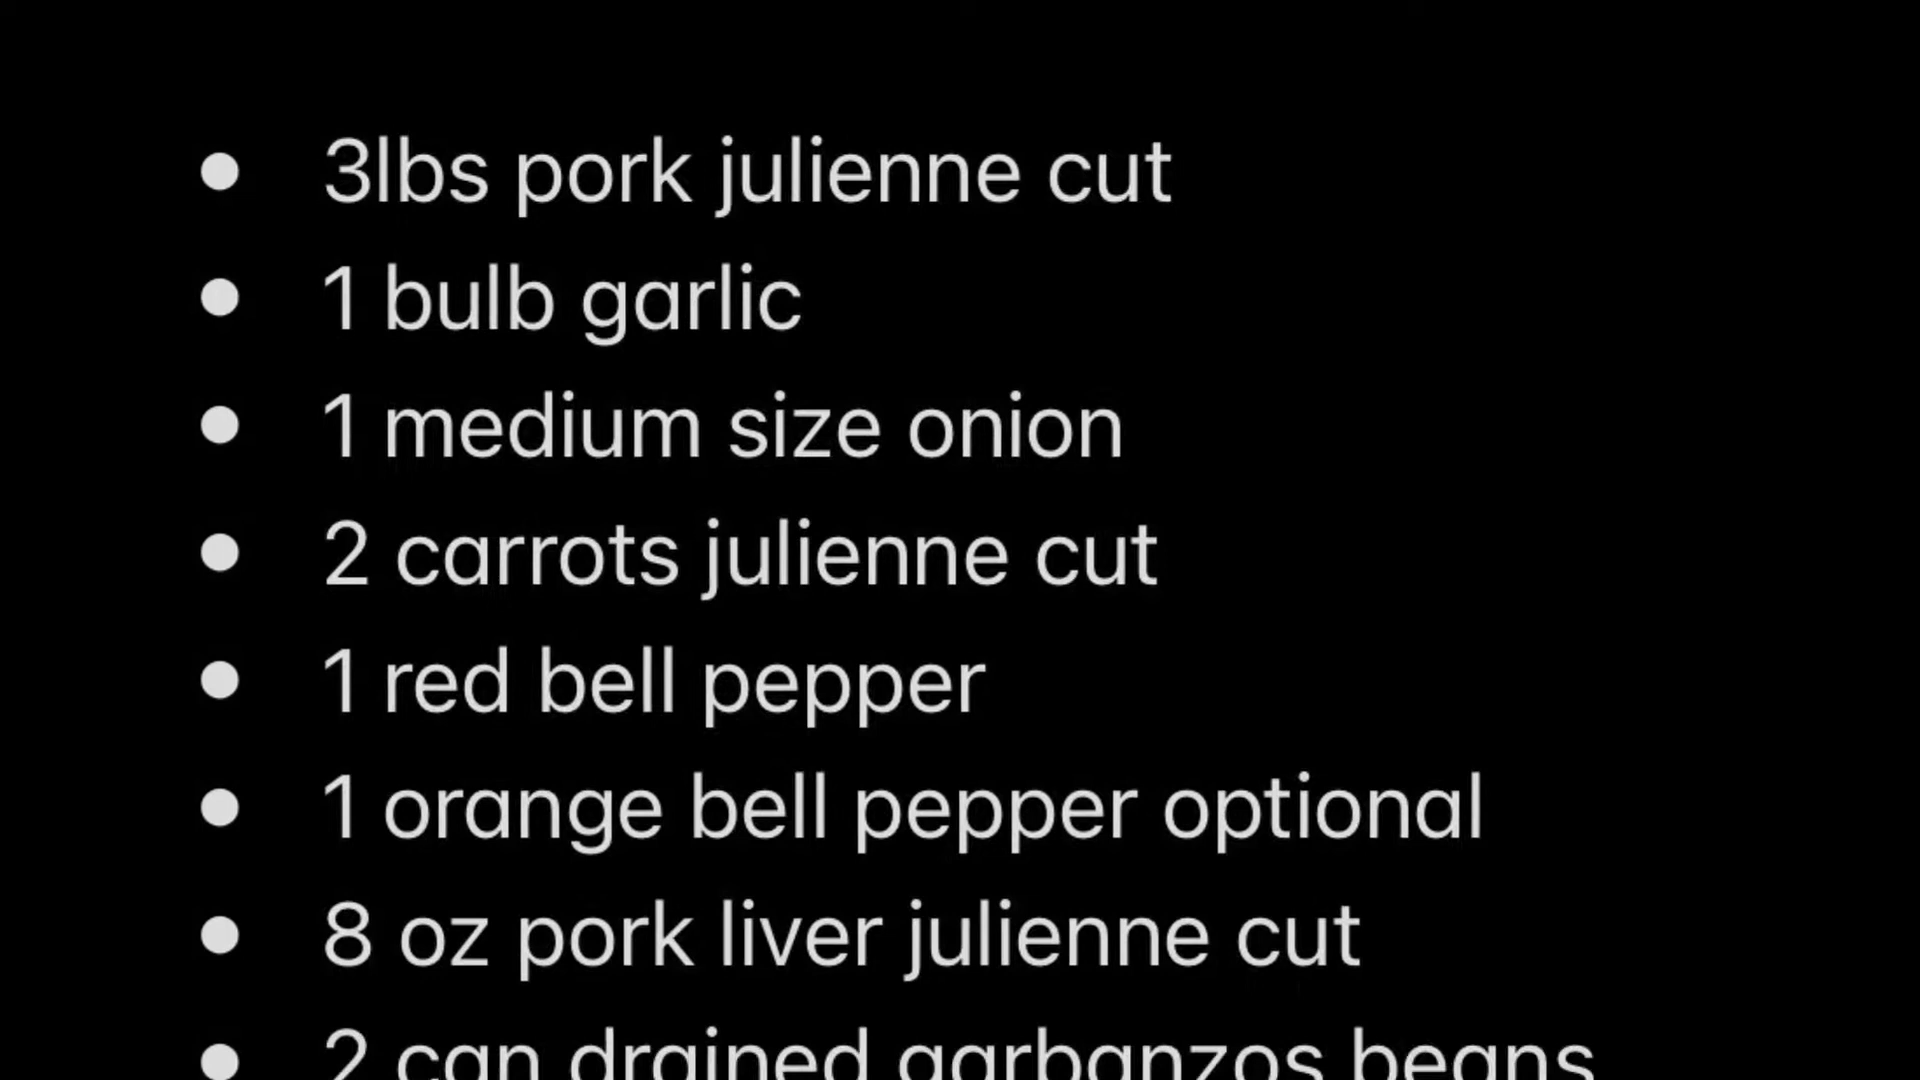 • 3lbs pork julienne cut
• 1 bulb garlic
• 1 medium size onion
• 2 carrots julienne cut
• 1 red bell pepper
• 1 orange bell pepper optional
• 8 oz pork liver julienne cut
• 2 can drained garbanzos beans